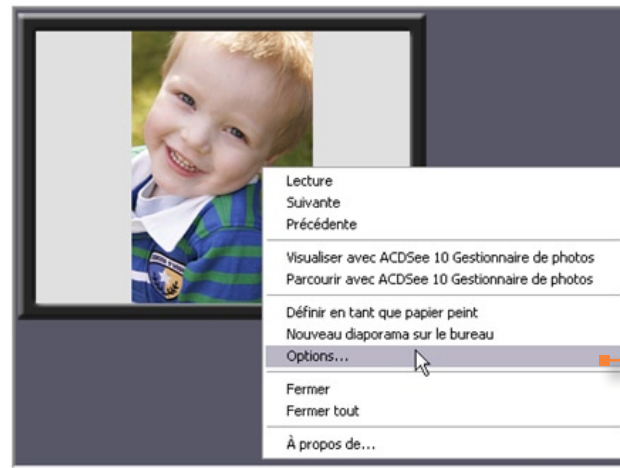 Lecture
Suivante
Précédente
Visualiser avec ACDSee 10 Gestionnaire de photos
Parcourir avec ACDSee 10 Gestionnaire de photos
Définir en tant que papier peint
Nouveau diaporama sur le bureau
Options...
Fermer
Fermer tout
À propos de...